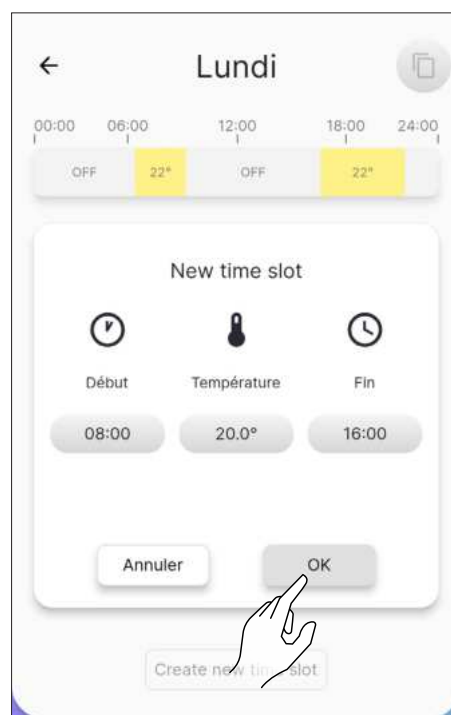 Lundi
00:00 06:00 12:00 18:00 24:00
OFF 22° OFF 22°
New time slot
Début Température Fin
08:00 20.0° 16:00
Annuler OK
Create new time slot